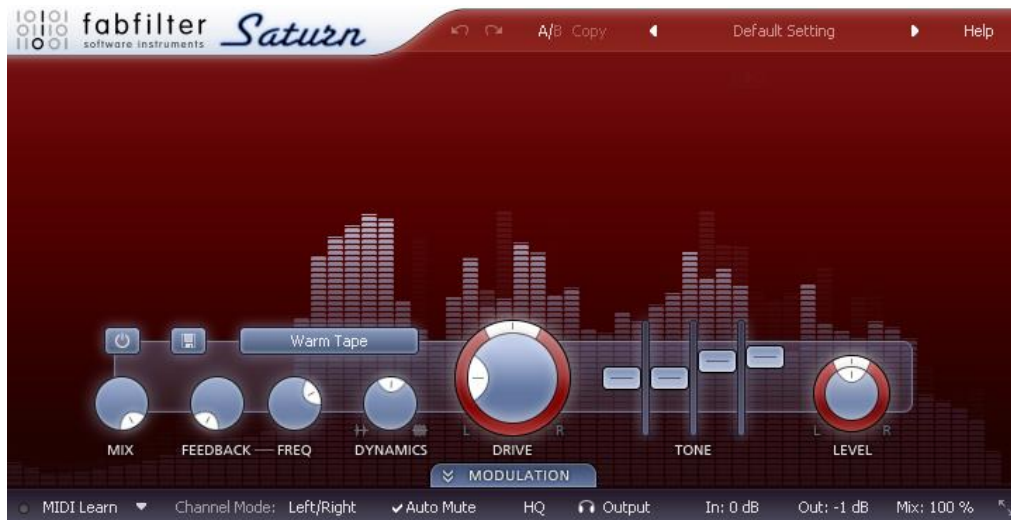 fabfilter
software instruments
Saturn
A/B Copy
Default Setting
Help
Warm Tape
MIX
FEEDBACK
FREQ
DYNAMICS
L
R
DRIVE
TONE
L
R
LEVEL
MODULATION
MIDI Learn
Channel Mode: Left/Right
Auto Mute
HQ
Output
In: 0 dB
Out: -1 dB
Mix: 100 %